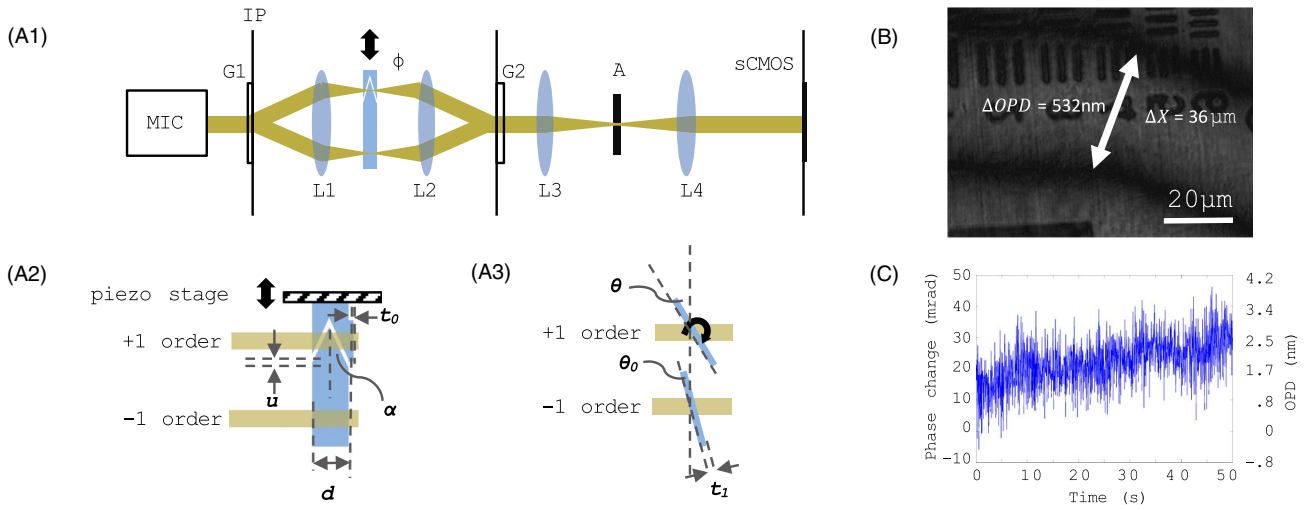 (A1)
IP
G1
ϕ
G2
A
sCMOS
MIC
L1
L2
L3
L4
(B)
ΔOPD = 532nm
ΔX = 36 μm
20μm
(A2)
piezo stage
t₀
+1 order
u
α
-1 order
d
(A3)
θ
+1 order
θ₀
-1 order
t₁
(C)
Phase change (mrad)
50
40
30
20
10
0
-10
0
10
20
30
40
50
Time (s)
4.2
3.4
2.5
1.7
.8
0
-.8
OPD (nm)